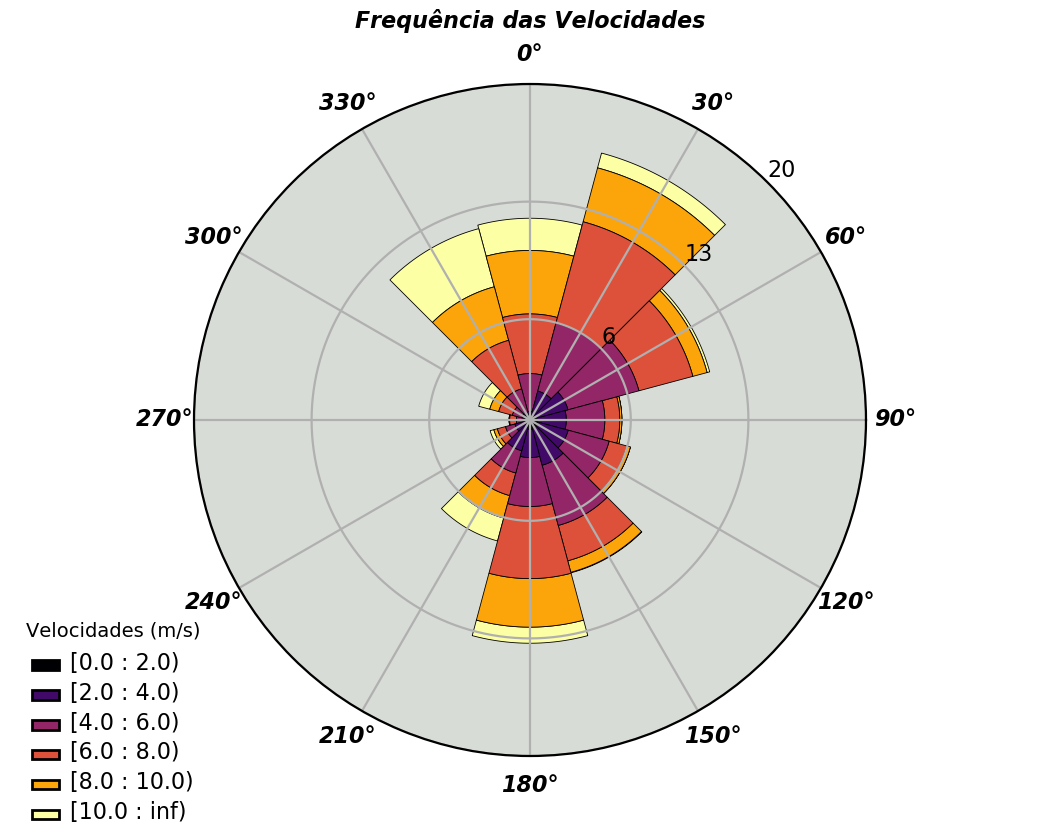 Frequência das Velocidades
0°
330°
30°
20
300°
60°
13
6
270°
90°
240°
120°
210°
150°
180°
Velocidades (m/s)
[0.0 : 2.0)
[2.0 : 4.0)
[4.0 : 6.0)
[6.0 : 8.0)
[8.0 : 10.0)
[10.0 : inf)